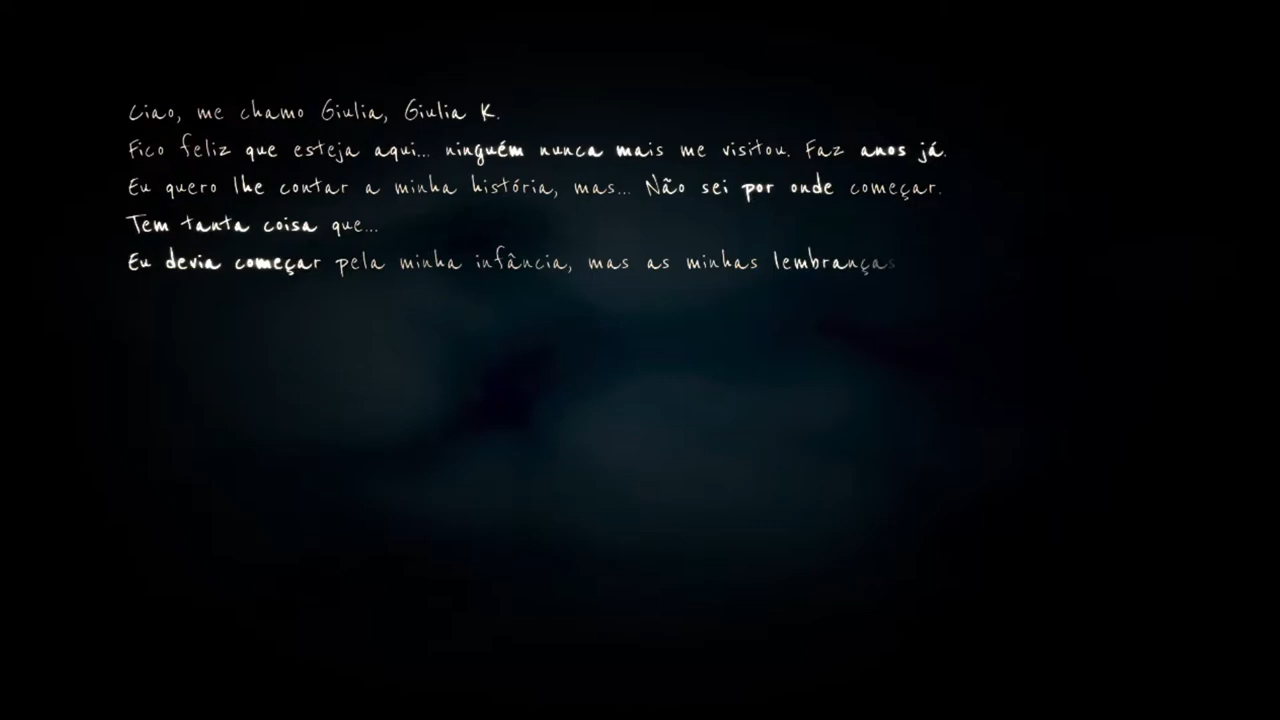 Ciao, me chamo Giulia, Giulia K.
Fico feliz que esteja aqui... ninguém nunca mais me visitou. Faz anos já.
Eu quero lhe contar a minha história, mas... Não sei por onde começar.
Tem tanta coisa que...
Eu devia começar pela minha infância, mas as minhas lembranças